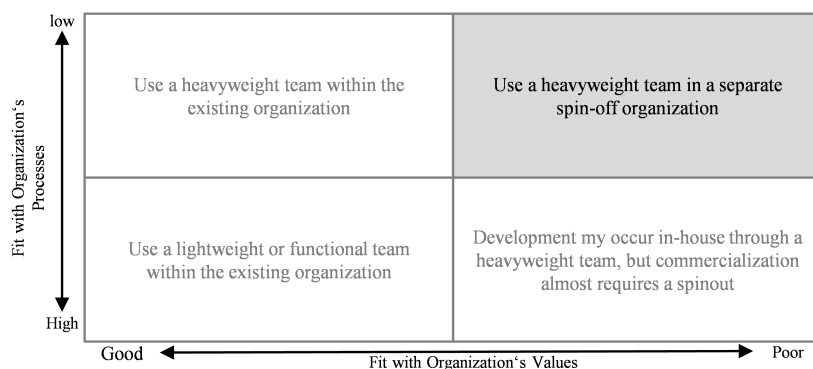 low
Use a heavyweight team within the
existing organization
Use a heavyweight team in a separate
spin-off organization
Fit with Organization‘s
Processes
Use a lightweight or functional team
within the existing organization
Development my occur in-house through a
heavyweight team, but commercialization
almost requires a spinout
High
Good
Fit with Organization‘s Values
Poor